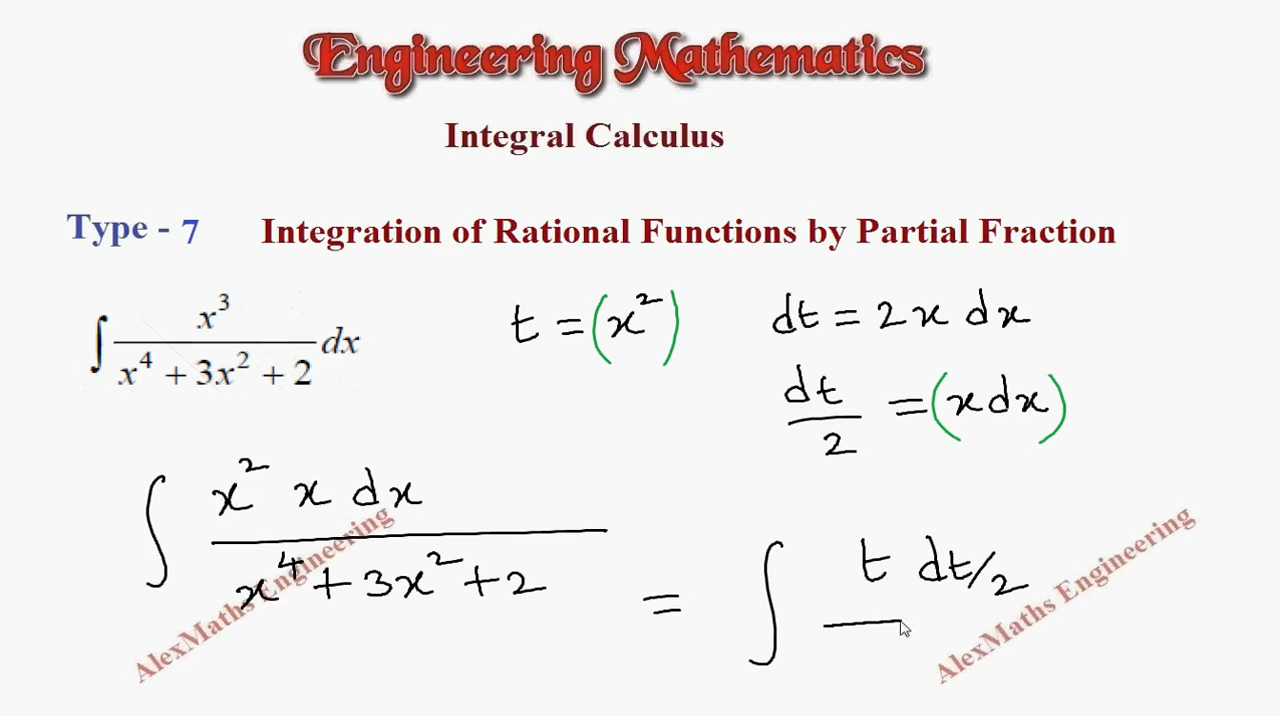 Engineering Mathematics
Integral Calculus
Type - 7 Integration of Rational Functions by Partial Fraction
∫ x³ / (x⁴ + 3x² + 2) dx
t = (x²)
dt = 2x dx
dt/2 = (x dx)
∫ x² x dx / (x⁴ + 3x² + 2) = ∫ t dt/2
AlexMaths Engineering
AlexMaths Engineering